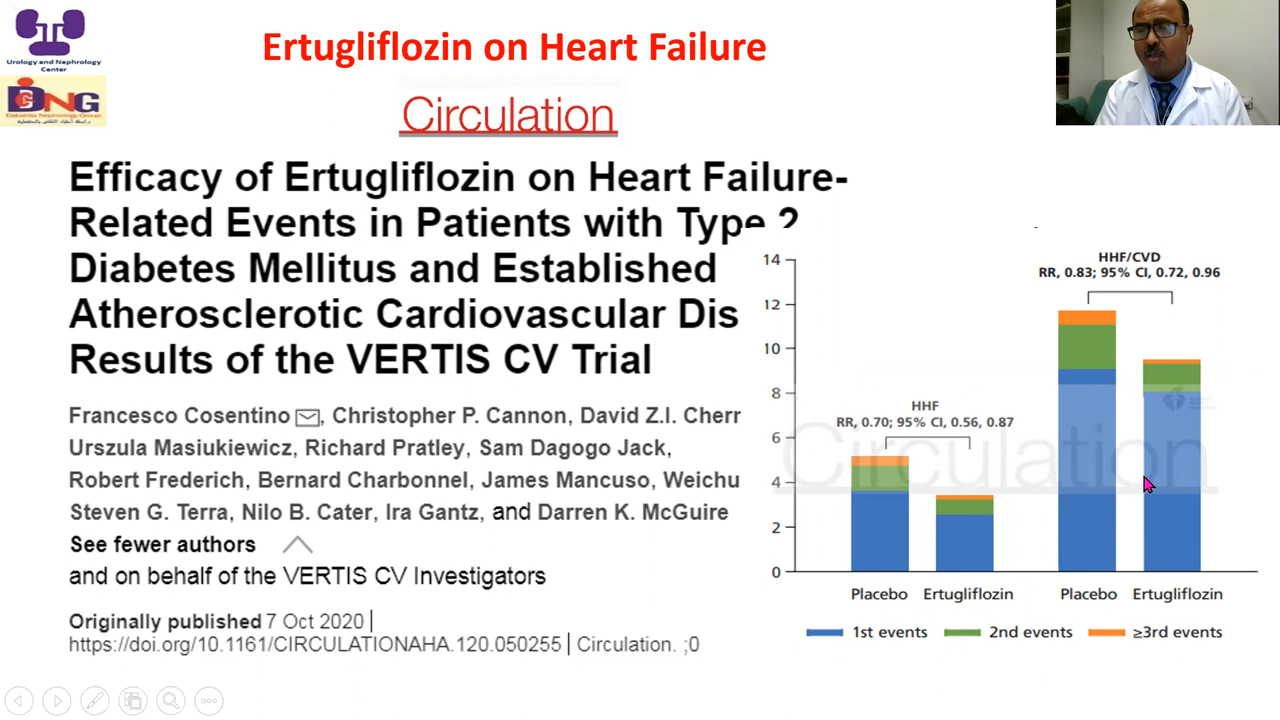 Urology and Nephrology
Center
DCNG
Dakahlia Nephrology Group
Ertugliflozin on Heart Failure
Circulation
Efficacy of Ertugliflozin on Heart Failure-
Related Events in Patients with Type 2
Diabetes Mellitus and Established
Atherosclerotic Cardiovascular Dis
Results of the VERTIS CV Trial
Francesco Cosentino, Christopher P. Cannon, David Z.I. Cherr
Urszula Masiukiewicz, Richard Pratley, Sam Dagogo Jack,
Robert Frederich, Bernard Charbonnel, James Mancuso, Weichu
Steven G. Terra, Nilo B. Cater, Ira Gantz, and Darren K. McGuire
See fewer authors
and on behalf of the VERTIS CV Investigators
Originally published 7 Oct 2020 |
https://doi.org/10.1161/CIRCULATIONAHA.120.050255 | Circulation. ;0
HHF/CVD
RR, 0.83; 95% CI, 0.72, 0.96
HHF
RR, 0.70; 95% CI, 0.56, 0.87
Circulation
14
12
10
8
6
4
2
0
Placebo Ertugliflozin Placebo Ertugliflozin
1st events 2nd events ≥3rd events